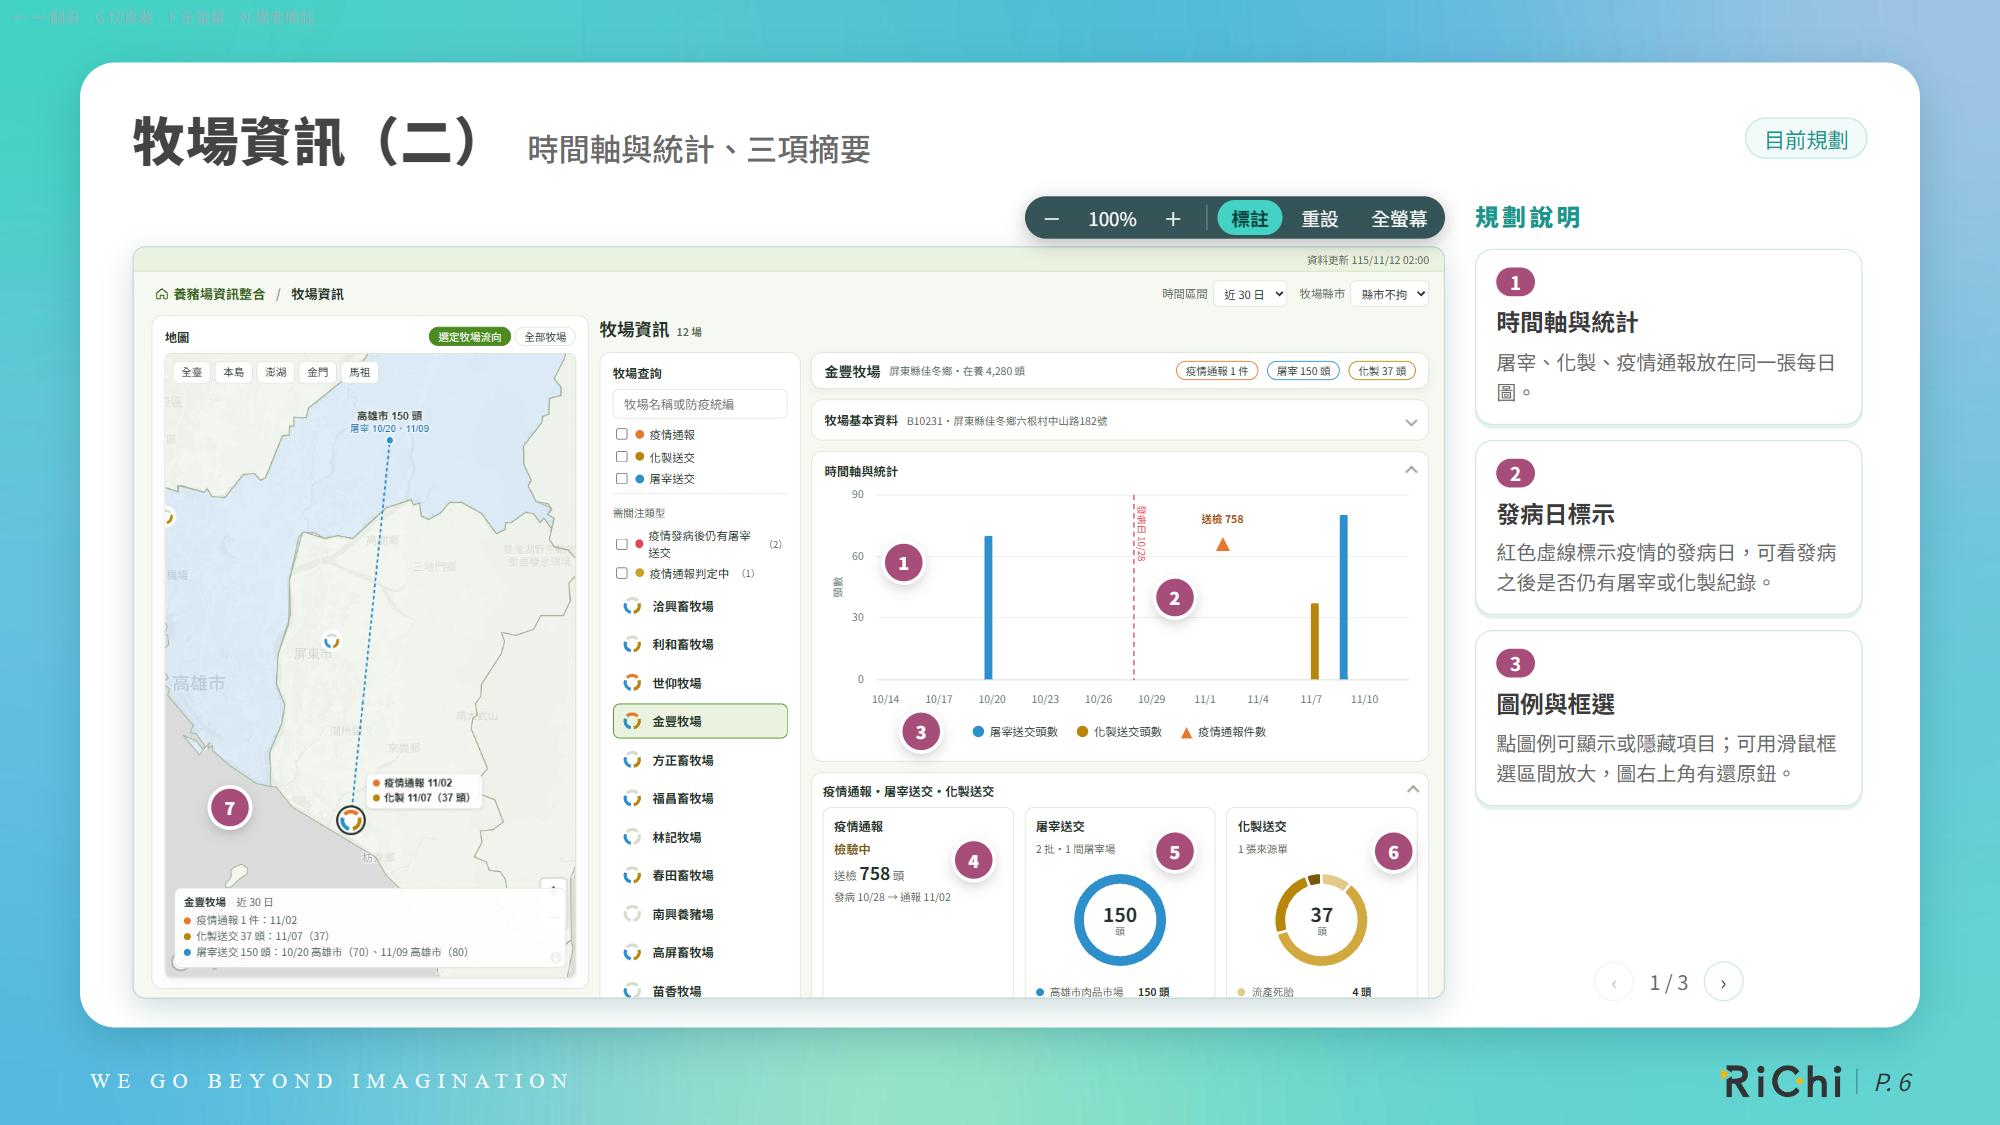 牧場資訊（二） 時間軸與統計、三項摘要
目前規劃
− 100% + 標註 重設 全螢幕
資料更新 115/11/12 02:00
養豬場資訊整合 / 牧場資訊
時間區間 近 30 日 牧場縣市 縣市不拘
地圖 選定牧場流向 全部牧場
全臺 本島 澎湖 金門 馬祖
高雄市 150 頭
屠宰 10/20、11/09
三地門鄉
屏東市
高雄市
來義鄉
疫情通報 11/02
化製 11/07（37 頭）
7
金豐牧場 近 30 日
疫情通報 1 件：11/02
化製送交 37 頭：11/07（37）
屠宰送交 150 頭：10/20 高雄市（70）、11/09 高雄市（80）
牧場資訊 12 場
牧場查詢
牧場名稱或防疫統編
疫情通報
化製送交
屠宰送交
需關注類型
疫情發病後仍有屠宰送交 （2）
疫情通報判定中 （1）
洽興畜牧場
利和畜牧場
世仰牧場
金豐牧場
方正畜牧場
福昌畜牧場
林記牧場
春田畜牧場
南興養豬場
高屏畜牧場
苗香牧場
金豐牧場 屏東縣佳冬鄉・在養 4,280 頭
疫情通報 1 件 屠宰 150 頭 化製 37 頭
牧場基本資料 B10231・屏東縣佳冬鄉六根村中山路182號
時間軸與統計
頭數
90
60
30
0
發病日 10/28
送檢 758
1
2
10/14 10/17 10/20 10/23 10/26 10/29 11/1 11/4 11/7 11/10
3
屠宰送交頭數 化製送交頭數 疫情通報件數
疫情通報・屠宰送交・化製送交
疫情通報
檢驗中
送檢 758 頭
發病 10/28 → 通報 11/02
4
屠宰送交
2 批・1 間屠宰場
5
150
頭
高雄市肉品市場 150 頭
化製送交
1 張來源單
6
37
頭
流產死胎 4 頭
規劃說明
1
時間軸與統計
屠宰、化製、疫情通報放在同一張每日
圖。
2
發病日標示
紅色虛線標示疫情的發病日，可看發病
之後是否仍有屠宰或化製紀錄。
3
圖例與框選
點圖例可顯示或隱藏項目；可用滑鼠框
選區間放大，圖右上角有還原鈕。
‹ 1 / 3 ›
WE GO BEYOND IMAGINATION
RiChi P. 6